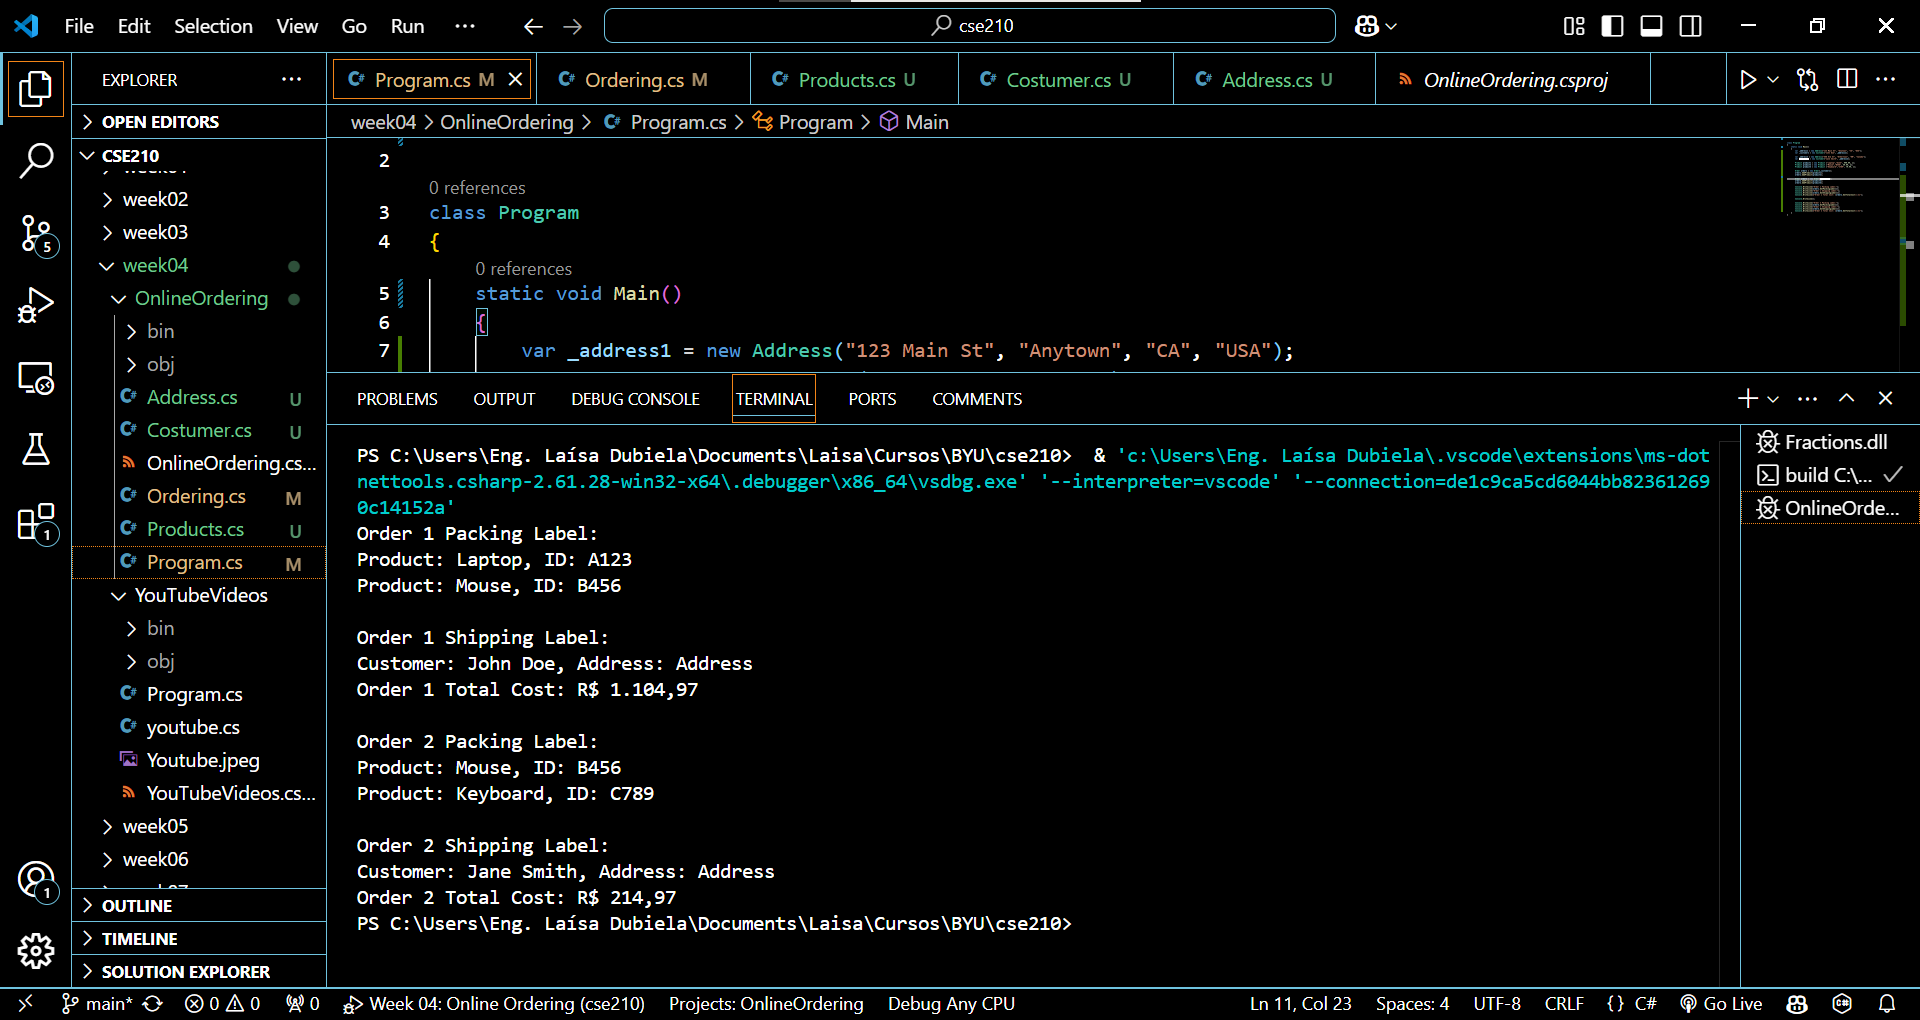 File Edit Selection View Go Run ··· cse210
EXPLORER ···
Program.cs M Ordering.cs M Products.cs U Costumer.cs U Address.cs U OnlineOrdering.csproj
OPEN EDITORS
week04 > OnlineOrdering > Program.cs > Program > Main
CSE210
week02
week03
week04
OnlineOrdering
bin
obj
Address.cs U
Costumer.cs U
OnlineOrdering.cs...
Ordering.cs M
Products.cs U
Program.cs M
YouTubeVideos
bin
obj
Program.cs
youtube.cs
Youtube.jpeg
YouTubeVideos.cs...
week05
week06
OUTLINE
TIMELINE
SOLUTION EXPLORER
5
1
1
2
0 references
3 class Program
4 {
0 references
5 static void Main()
6 {
7 var _address1 = new Address("123 Main St", "Anytown", "CA", "USA");
PROBLEMS OUTPUT DEBUG CONSOLE TERMINAL PORTS COMMENTS
PS C:\Users\Eng. Laísa Dubiela\Documents\Laisa\Cursos\BYU\cse210> & 'c:\Users\Eng. Laísa Dubiela\.vscode\extensions\ms-dot
nettools.csharp-2.61.28-win32-x64\.debugger\x86_64\vsdbg.exe' '--interpreter=vscode' '--connection=de1c9ca5cd6044bb82361269
0c14152a'
Order 1 Packing Label:
Product: Laptop, ID: A123
Product: Mouse, ID: B456
Order 1 Shipping Label:
Customer: John Doe, Address: Address
Order 1 Total Cost: R$ 1.104,97
Order 2 Packing Label:
Product: Mouse, ID: B456
Product: Keyboard, ID: C789
Order 2 Shipping Label:
Customer: Jane Smith, Address: Address
Order 2 Total Cost: R$ 214,97
PS C:\Users\Eng. Laísa Dubiela\Documents\Laisa\Cursos\BYU\cse210>
Fractions.dll
build C:\...
OnlineOrde...
main* 0 0 0 Week 04: Online Ordering (cse210) Projects: OnlineOrdering Debug Any CPU Ln 11, Col 23 Spaces: 4 UTF-8 CRLF {} C# Go Live